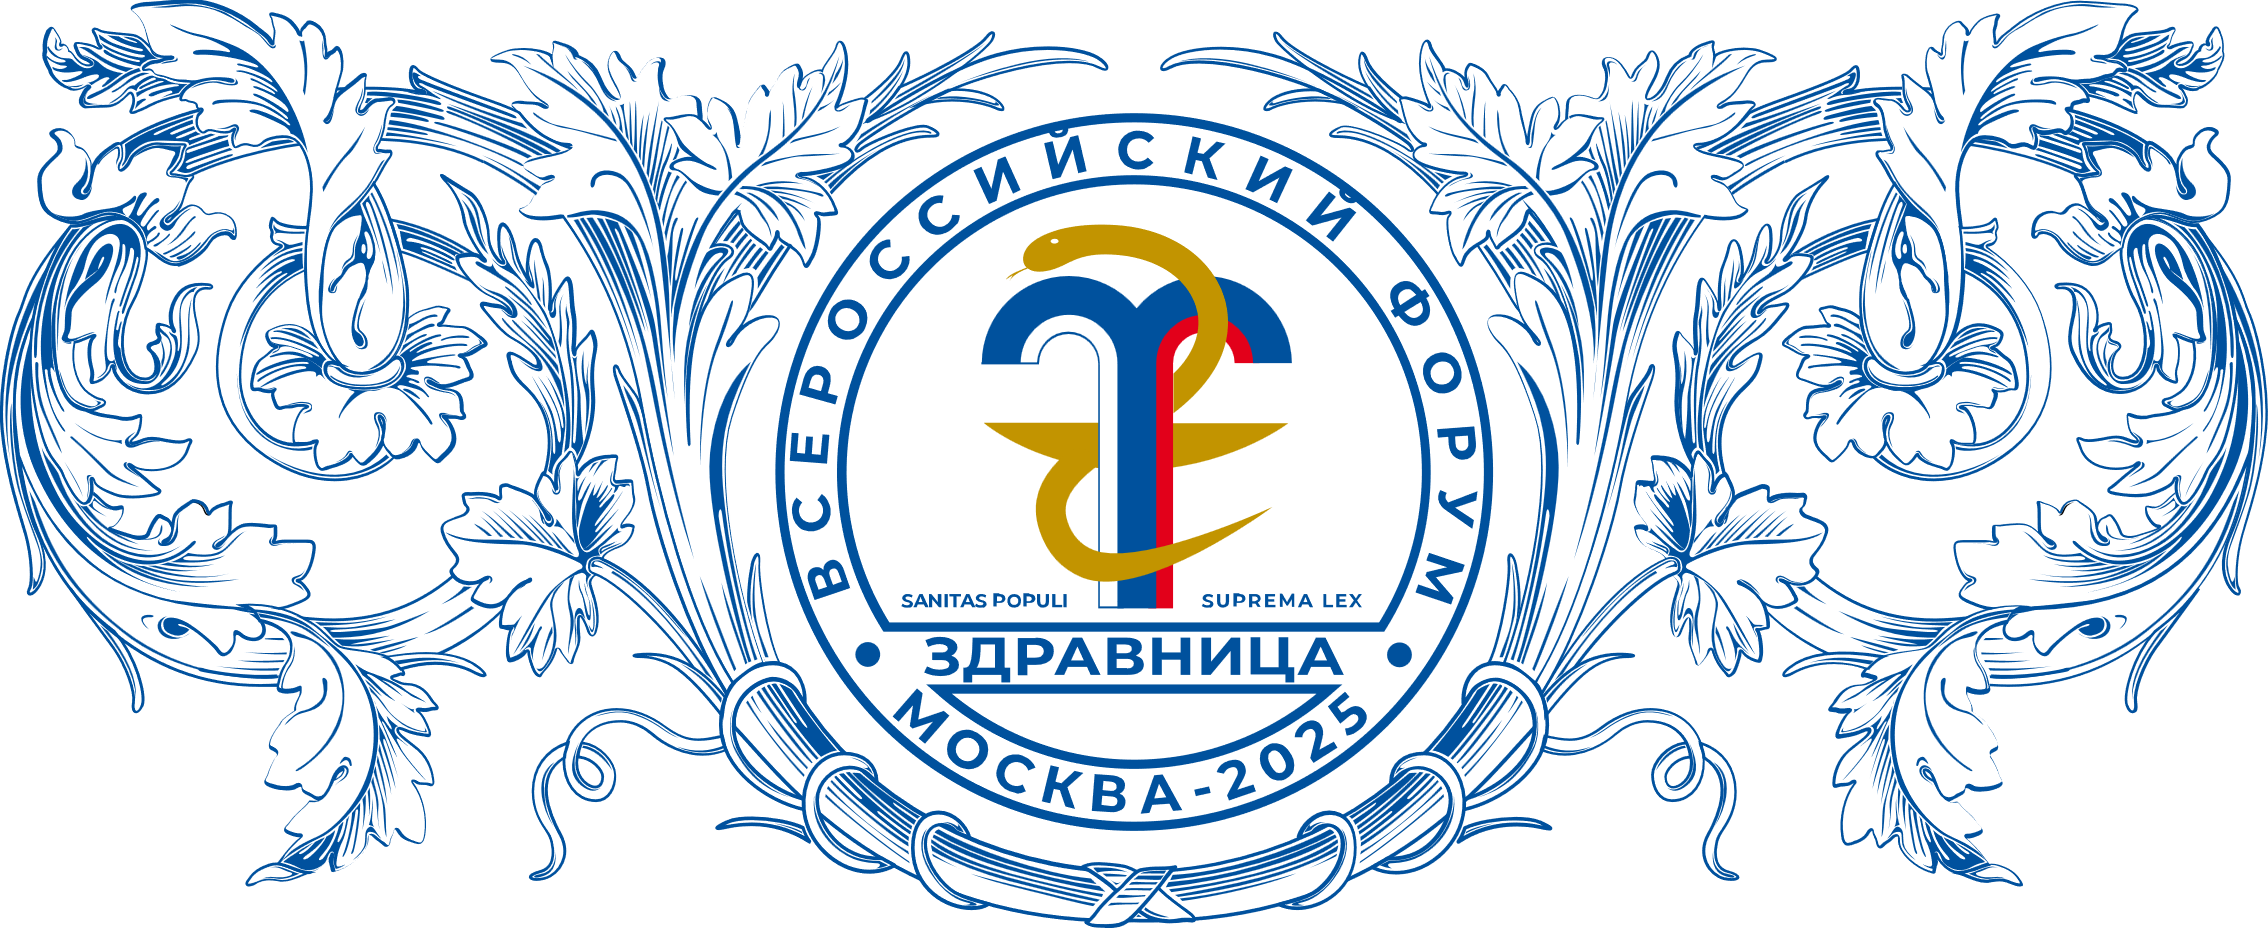 ВСЕРОССИЙСКИЙ ФОРУМ
SANITAS POPULI SUPREMA LEX
ЗДРАВНИЦА
МОСКВА-2025